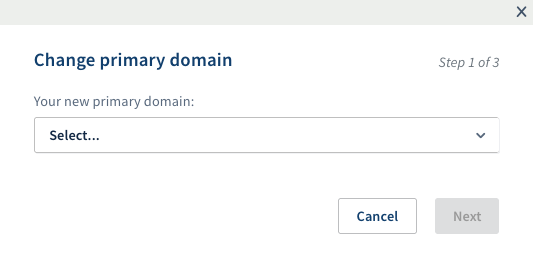 Change primary domain
Step 1 of 3
Your new primary domain:
Select...
Cancel
Next